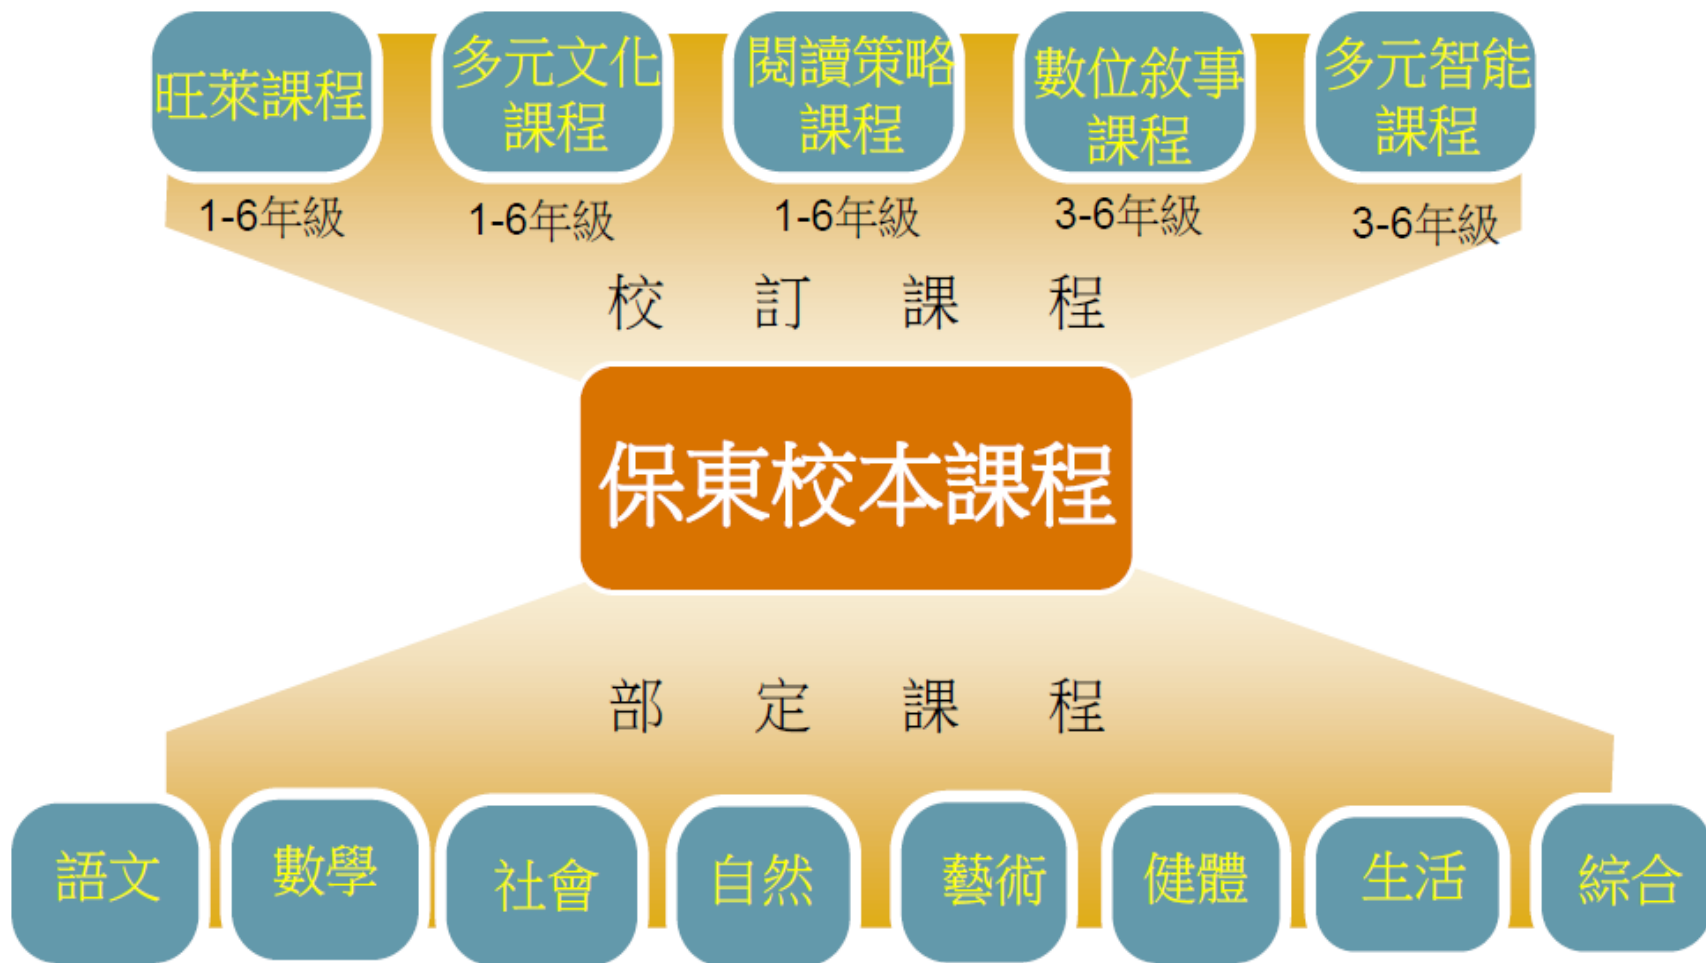 旺萊課程
多元文化
課程
閱讀策略
課程
數位敘事
課程
多元智能
課程
1-6年級
1-6年級
1-6年級
3-6年級
3-6年級
校訂課程
保東校本課程
部定課程
語文
數學
社會
自然
藝術
健體
生活
綜合